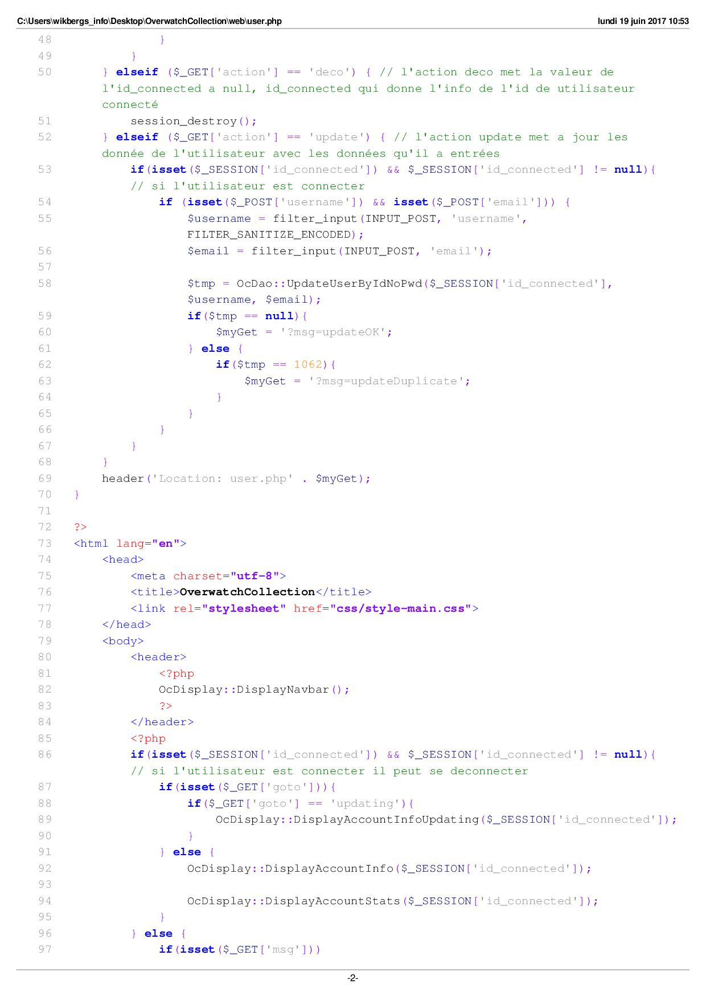 C:\Users\wikbergs_info\Desktop\OverwatchCollection\web\user.php lundi 19 juin 2017 10:53
48 }
49 }
50 } elseif ($_GET['action'] == 'deco') { // l'action deco met la valeur de
l'id_connected a null, id_connected qui donne l'info de l'id de utilisateur
connecté
51 session_destroy();
52 } elseif ($_GET['action'] == 'update') { // l'action update met a jour les
donnée de l'utilisateur avec les données qu'il a entrées
53 if(isset($_SESSION['id_connected']) && $_SESSION['id_connected'] != null){
// si l'utilisateur est connecter
54 if (isset($_POST['username']) && isset($_POST['email'])) {
55 $username = filter_input(INPUT_POST, 'username',
FILTER_SANITIZE_ENCODED);
56 $email = filter_input(INPUT_POST, 'email');
57
58 $tmp = OcDao::UpdateUserByIdNoPwd($_SESSION['id_connected'],
$username, $email);
59 if($tmp == null){
60 $myGet = '?msg=updateOK';
61 } else {
62 if($tmp == 1062){
63 $myGet = '?msg=updateDuplicate';
64 }
65 }
66 }
67 }
68 }
69 header('Location: user.php' . $myGet);
70 }
71
72 ?>
73 <html lang="en">
74 <head>
75 <meta charset="utf-8">
76 <title>OverwatchCollection</title>
77 <link rel="stylesheet" href="css/style-main.css">
78 </head>
79 <body>
80 <header>
81 <?php
82 OcDisplay::DisplayNavbar();
83 ?>
84 </header>
85 <?php
86 if(isset($_SESSION['id_connected']) && $_SESSION['id_connected'] != null){
// si l'utilisateur est connecter il peut se deconnecter
87 if(isset($_GET['goto'])){
88 if($_GET['goto'] == 'updating'){
89 OcDisplay::DisplayAccountInfoUpdating($_SESSION['id_connected']);
90 }
91 } else {
92 OcDisplay::DisplayAccountInfo($_SESSION['id_connected']);
93
94 OcDisplay::DisplayAccountStats($_SESSION['id_connected']);
95 }
96 } else {
97 if(isset($_GET['msg']))
-2-